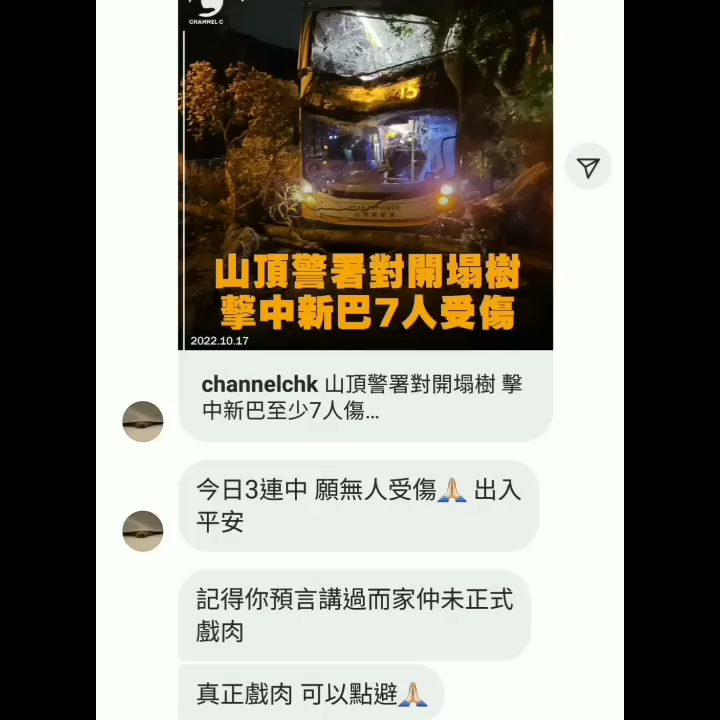 CHANNEL C
15
山頂警署對開塌樹
擊中新巴7人受傷
2022.10.17
channelchk 山頂警署對開塌樹 擊
中新巴至少7人傷...
今日3連中 願無人受傷🙏🏻 出入
平安
記得你預言講過而家仲未正式
戲肉
真正戲肉 可以點避🙏🏻